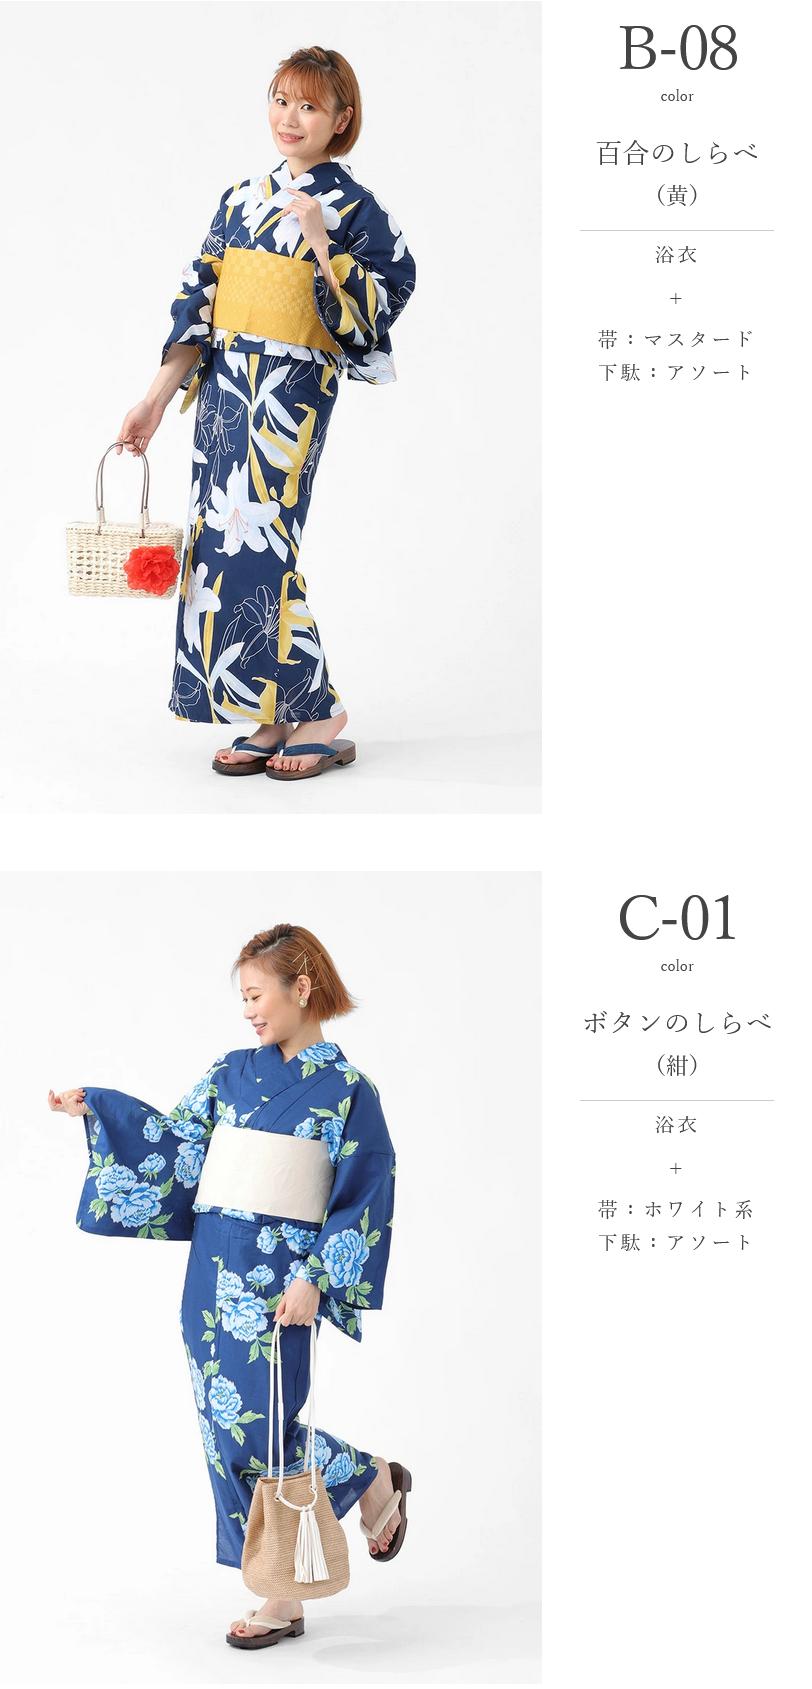 B-08
color
百合のしらべ
（黄）
浴衣
+
帯：マスタード
下駄：アソート
C-01
color
ボタンのしらべ
（紺）
浴衣
+
帯：ホワイト系
下駄：アソート